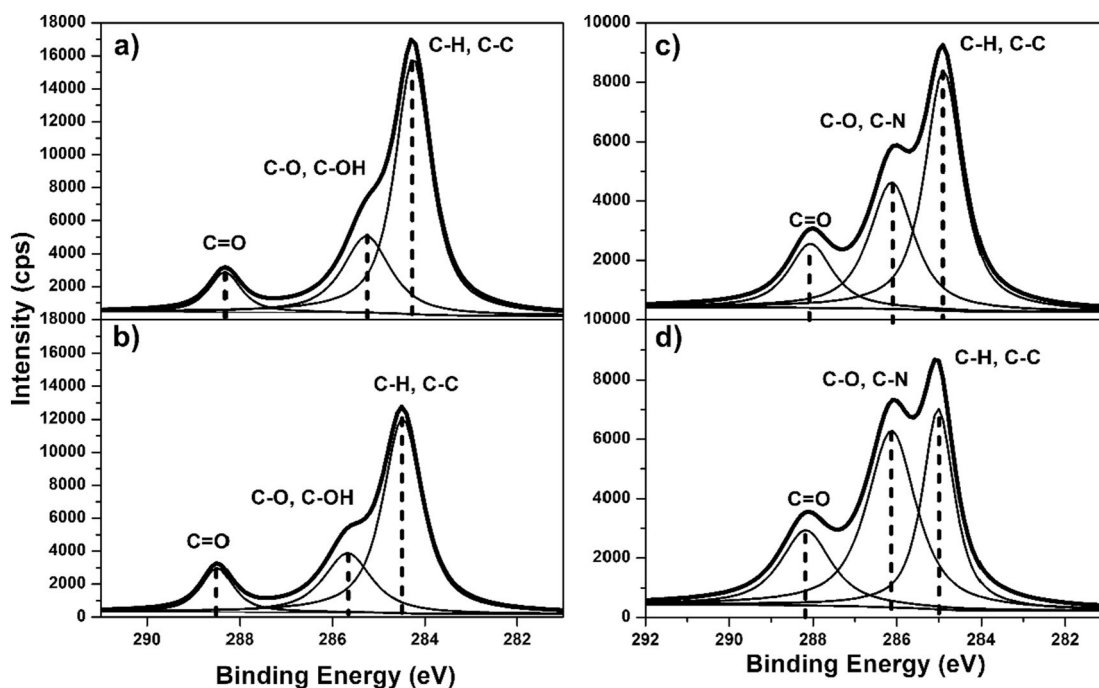 18000
16000
14000
12000
10000
8000
6000
4000
2000
0
a)
C-H, C-C
C-O, C-OH
C=O
10000
8000
6000
4000
2000
0
c)
C-H, C-C
C-O, C-N
C=O
Intensity (cps)
18000
16000
14000
12000
10000
8000
6000
4000
2000
0
b)
C-H, C-C
C-O, C-OH
C=O
290 288 286 284 282
Binding Energy (eV)
10000
8000
6000
4000
2000
0
d)
C-H, C-C
C-O, C-N
C=O
292 290 288 286 284 282
Binding Energy (eV)